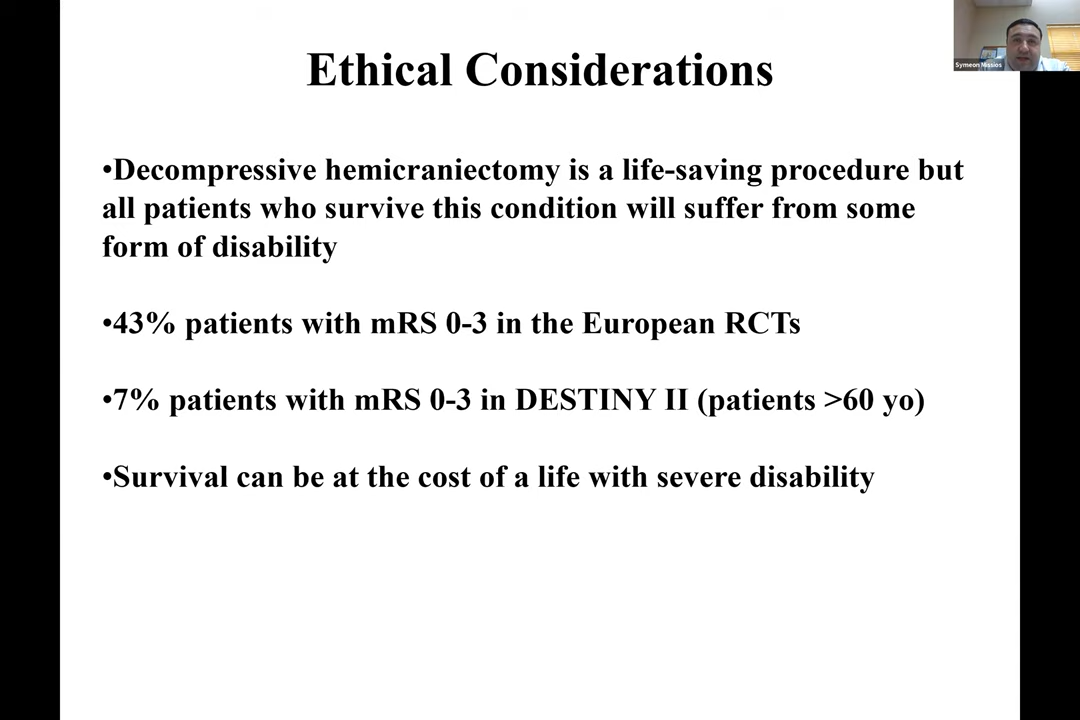 Ethical Considerations
Symeon Missios
•Decompressive hemicraniectomy is a life-saving procedure but
all patients who survive this condition will suffer from some
form of disability
•43% patients with mRS 0-3 in the European RCTs
•7% patients with mRS 0-3 in DESTINY II (patients >60 yo)
•Survival can be at the cost of a life with severe disability